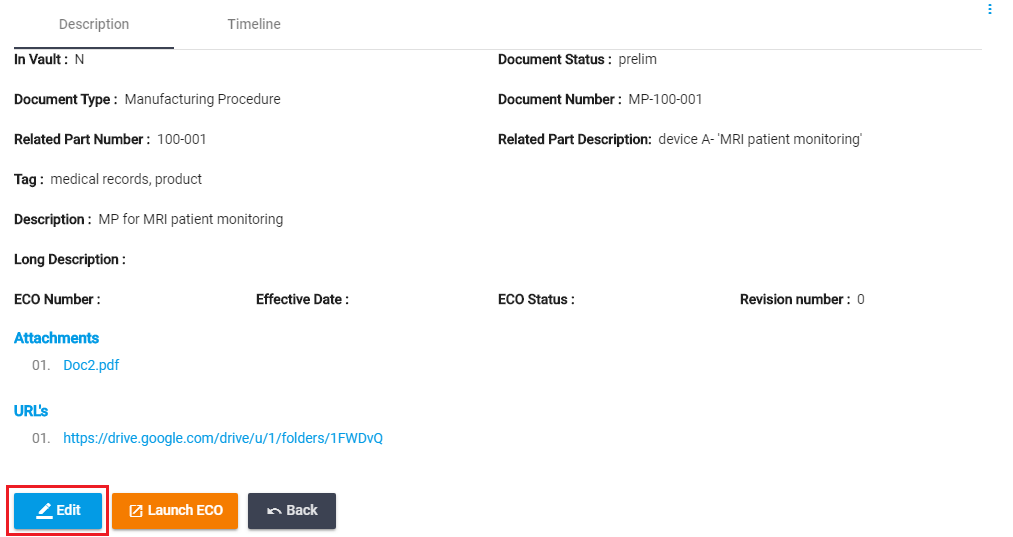 Description Timeline
In Vault : N Document Status : prelim
Document Type : Manufacturing Procedure Document Number : MP-100-001
Related Part Number : 100-001 Related Part Description: device A- 'MRI patient monitoring'
Tag : medical records, product
Description : MP for MRI patient monitoring
Long Description :
ECO Number : Effective Date : ECO Status : Revision number : 0
Attachments
01. Doc2.pdf
URL's
01. https://drive.google.com/drive/u/1/folders/1FWDvQ
Edit Launch ECO Back